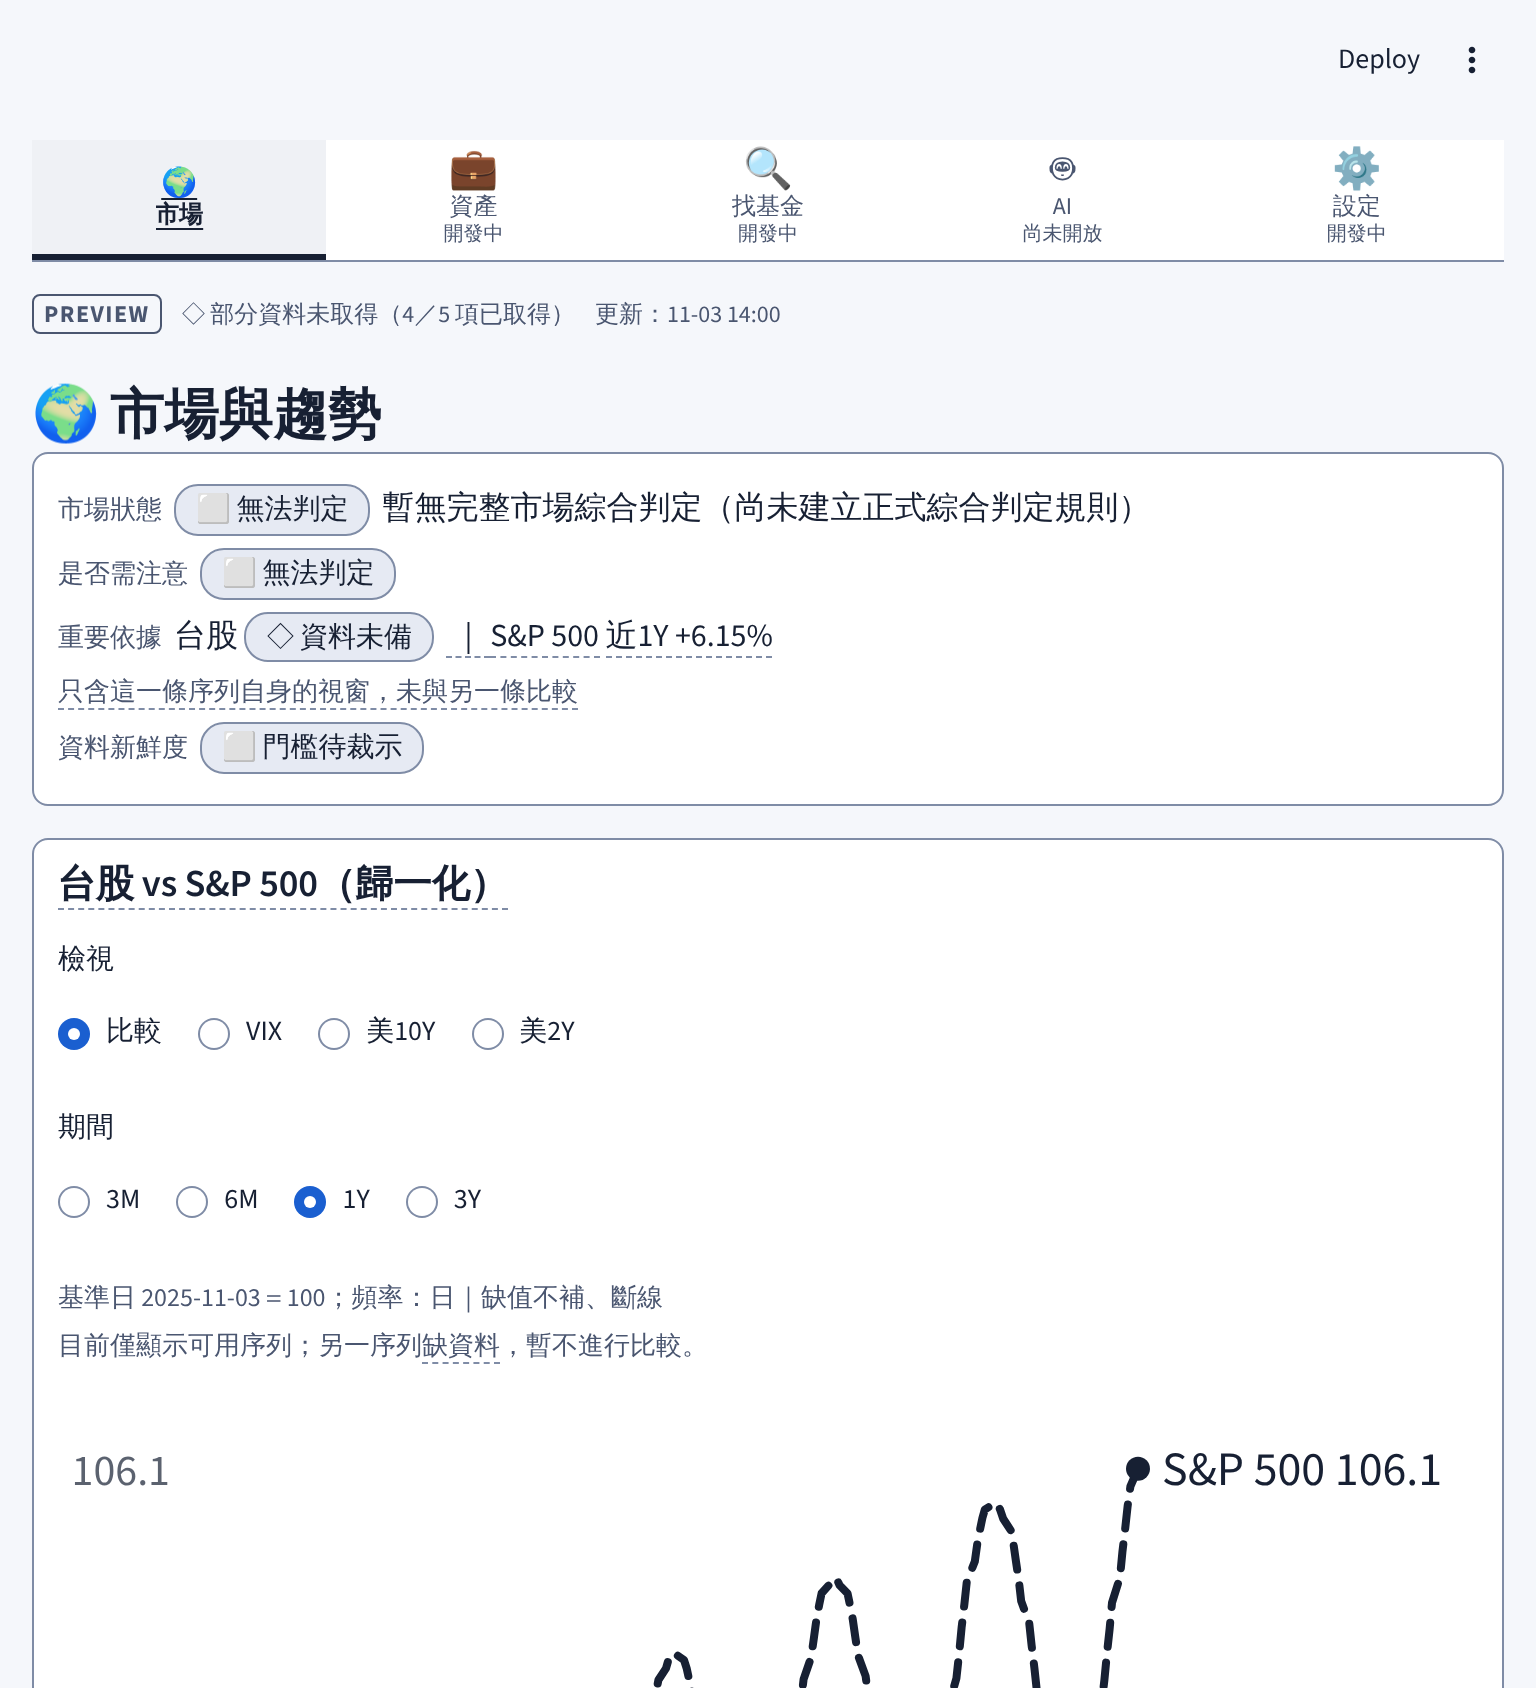 Deploy
市場
資產
開發中
找基金
開發中
AI
尚未開放
設定
開發中
PREVIEW ◇ 部分資料未取得（4／5 項已取得） 更新：11-03 14:00
市場與趨勢
市場狀態 無法判定 暫無完整市場綜合判定（尚未建立正式綜合判定規則）
是否需注意 無法判定
重要依據 台股 ◇ 資料未備 ｜ S&P 500 近1Y +6.15%
只含這一條序列自身的視窗，未與另一條比較
資料新鮮度 門檻待裁示
台股 vs S&P 500（歸一化）
檢視
比較 VIX 美10Y 美2Y
期間
3M 6M 1Y 3Y
基準日 2025-11-03＝100；頻率：日｜缺值不補、斷線
目前僅顯示可用序列；另一序列缺資料，暫不進行比較。
106.1
S&P 500 106.1